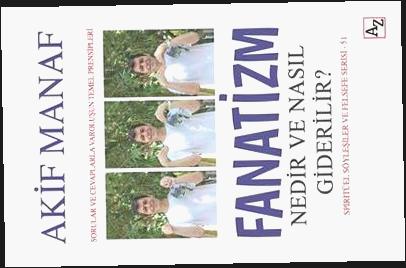 AKİF MANAF
SORULAR VE CEVAPLARLA VAROLUŞUN TEMEL PRENSİPLERİ
FANATİZM
NEDİR VE NASIL
GİDERİLİR?
SPİRİTÜEL SÖYLEŞİLER VE FELSEFE SERİSİ - 51
AZ